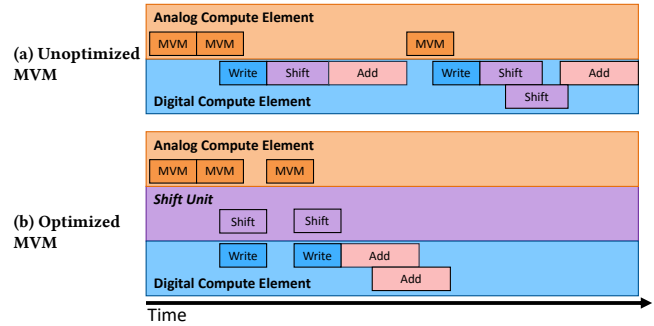 Analog Compute Element
(a) Unoptimized
MVM
MVM MVM MVM
Write Shift Add Write Shift Add
Shift
Digital Compute Element
Analog Compute Element
MVM MVM MVM
Shift Unit
(b) Optimized
MVM
Shift Shift
Write Write Add
Add
Digital Compute Element
Time